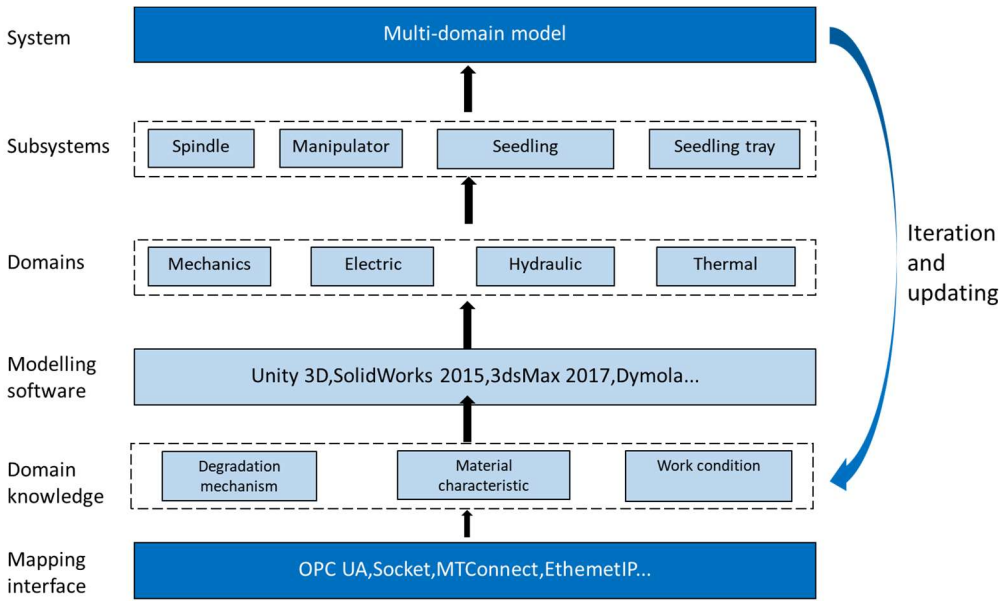 System
Multi-domain model
Subsystems
Spindle
Manipulator
Seedling
Seedling tray
Domains
Mechanics
Electric
Hydraulic
Thermal
Iteration
and
updating
Modelling
software
Unity 3D,SolidWorks 2015,3dsMax 2017,Dymola...
Domain
knowledge
Degradation
mechanism
Material
characteristic
Work condition
Mapping
interface
OPC UA,Socket,MTConnect,EthemetIP...